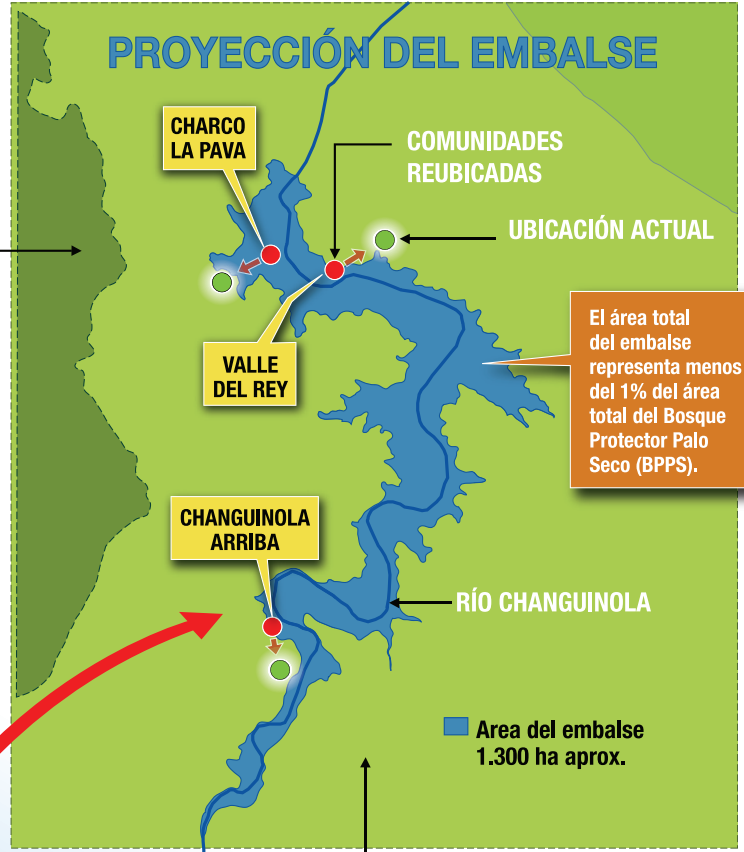 PROYECCIÓN DEL EMBALSE
CHARCO
LA PAVA
COMUNIDADES
REUBICADAS
UBICACIÓN ACTUAL
VALLE
DEL REY
El área total
del embalse
representa menos
del 1% del área
total del Bosque
Protector Palo
Seco (BPPS).
CHANGUINOLA
ARRIBA
RÍO CHANGUINOLA
Area del embalse
1.300 ha aprox.